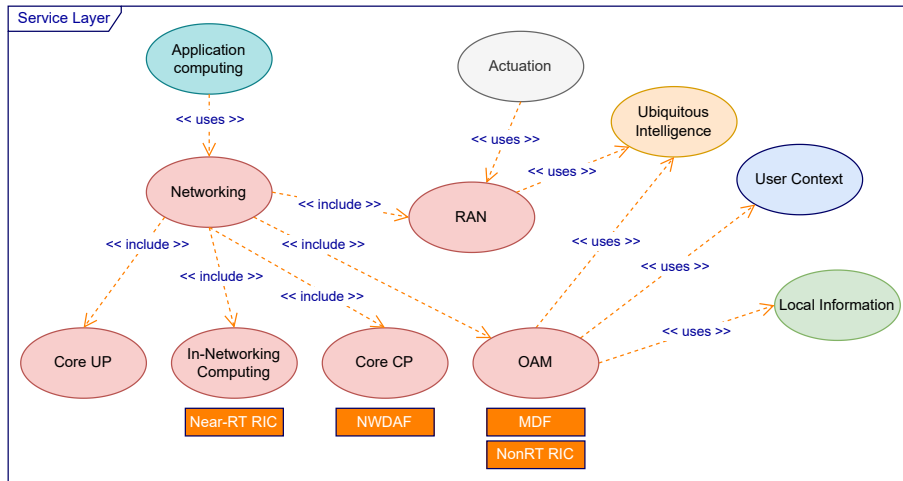 Service Layer
Application
computing
Actuation
<< uses >>
Ubiquitous
Intelligence
<< uses >>
<< uses >>
User Context
Networking
<< include >>
RAN
<< include >>
<< include >>
<< include >>
<< include >>
<< uses >>
<< uses >>
<< uses >>
Local Information
Core UP
In-Networking
Computing
Core CP
OAM
Near-RT RIC
NWDAF
MDF
NonRT RIC